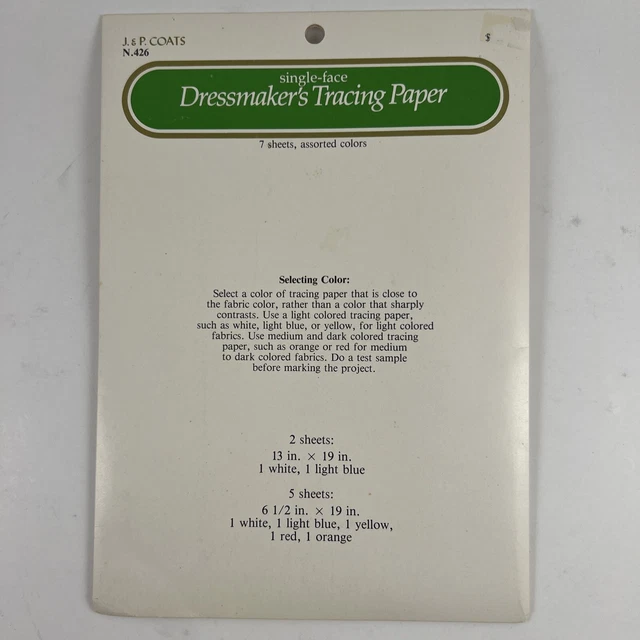 J. & P. COATS
N.426
$
single-face
Dressmaker's Tracing Paper
7 sheets, assorted colors
Selecting Color:
Select a color of tracing paper that is close to
the fabric color, rather than a color that sharply
contrasts. Use a light colored tracing paper,
such as white, light blue, or yellow, for light colored
fabrics. Use medium and dark colored tracing
paper, such as orange or red for medium
to dark colored fabrics. Do a test sample
before marking the project.
2 sheets:
13 in. × 19 in.
1 white, 1 light blue
5 sheets:
6 1/2 in. × 19 in.
1 white, 1 light blue, 1 yellow,
1 red, 1 orange